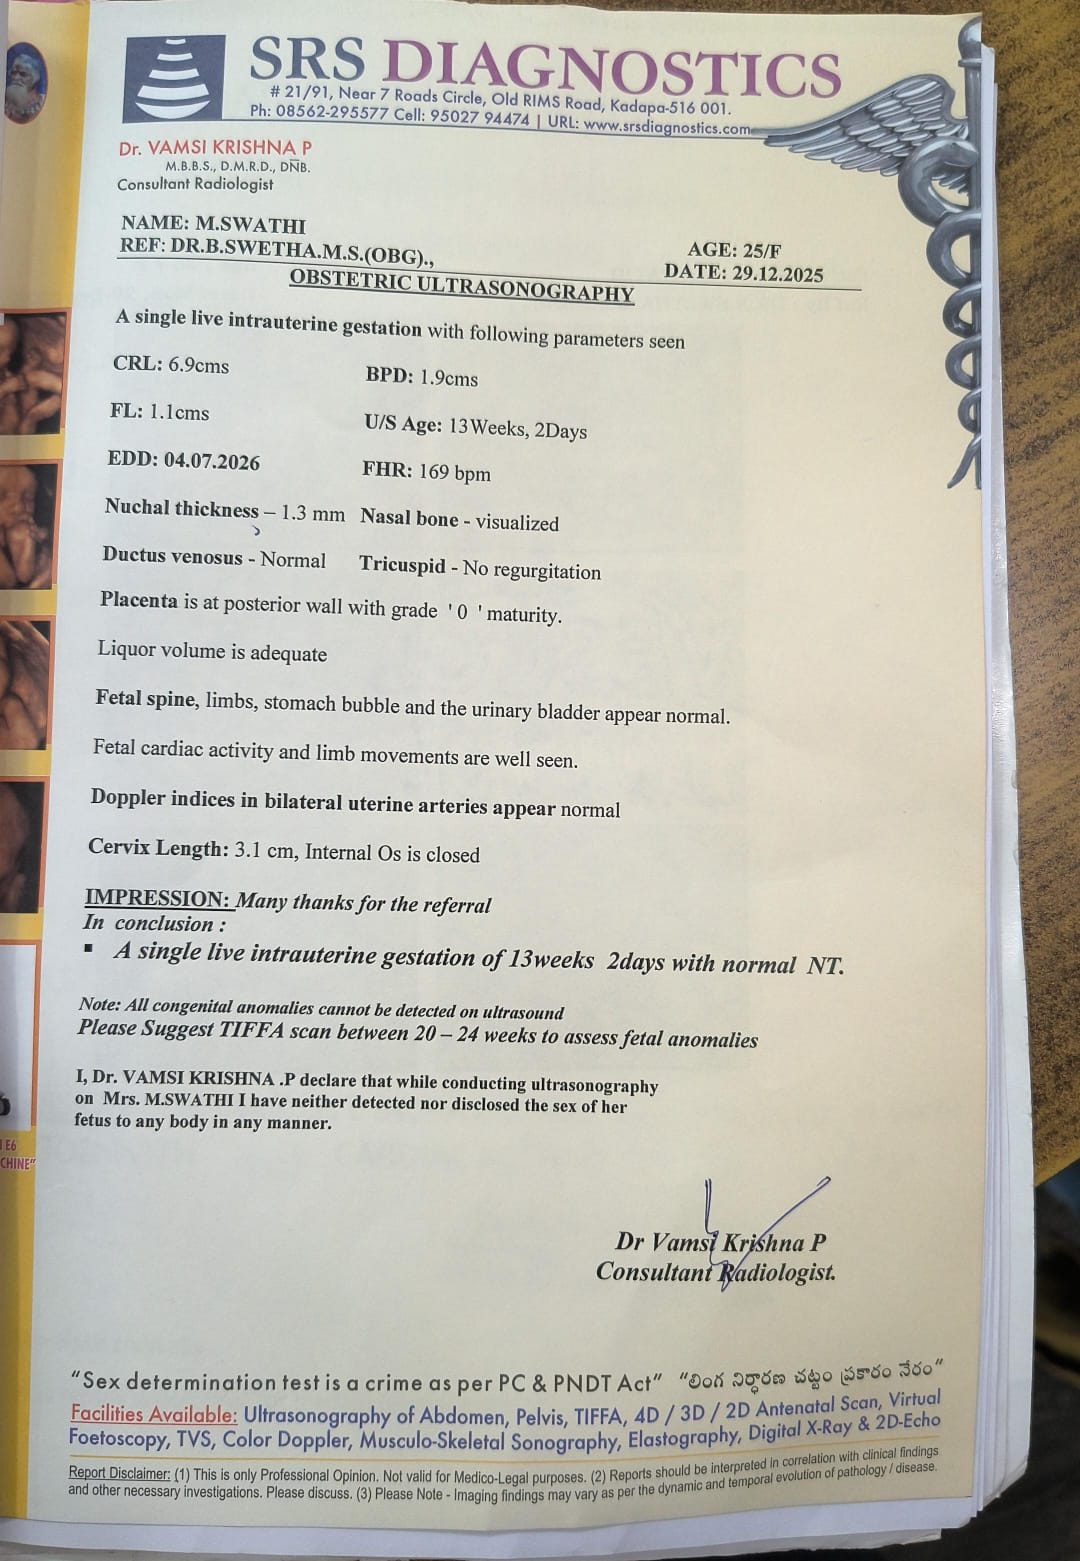 SRS DIAGNOSTICS
# 21/91, Near 7 Roads Circle, Old RIMS Road, Kadapa-516 001.
Ph: 08562-295577 Cell: 95027 94474 | URL: www.srsdiagnostics.com
Dr. VAMSI KRISHNA P
M.B.B.S., D.M.R.D., DNB.
Consultant Radiologist
NAME: M.SWATHI
REF: DR.B.SWETHA.M.S.(OBG).,
AGE: 25/F
DATE: 29.12.2025
OBSTETRIC ULTRASONOGRAPHY
A single live intrauterine gestation with following parameters seen
CRL: 6.9cms BPD: 1.9cms
FL: 1.1cms U/S Age: 13Weeks, 2Days
EDD: 04.07.2026 FHR: 169 bpm
Nuchal thickness – 1.3 mm Nasal bone - visualized
Ductus venosus - Normal Tricuspid - No regurgitation
Placenta is at posterior wall with grade ' 0 ' maturity.
Liquor volume is adequate
Fetal spine, limbs, stomach bubble and the urinary bladder appear normal.
Fetal cardiac activity and limb movements are well seen.
Doppler indices in bilateral uterine arteries appear normal
Cervix Length: 3.1 cm, Internal Os is closed
IMPRESSION: Many thanks for the referral
In conclusion :
▪ A single live intrauterine gestation of 13weeks 2days with normal NT.
Note: All congenital anomalies cannot be detected on ultrasound
Please Suggest TIFFA scan between 20 – 24 weeks to assess fetal anomalies
I, Dr. VAMSI KRISHNA .P declare that while conducting ultrasonography
on Mrs. M.SWATHI I have neither detected nor disclosed the sex of her
fetus to any body in any manner.
E6
CHINE"
Dr Vamsi Krishna P
Consultant Radiologist.
"Sex determination test is a crime as per PC & PNDT Act" "లింగ నిర్ధారణ చట్టం ప్రకారం నేరం"
Facilities Available: Ultrasonography of Abdomen, Pelvis, TIFFA, 4D / 3D / 2D Antenatal Scan, Virtual
Foetoscopy, TVS, Color Doppler, Musculo-Skeletal Sonography, Elastography, Digital X-Ray & 2D-Echo
Report Disclaimer: (1) This is only Professional Opinion. Not valid for Medico-Legal purposes. (2) Reports should be interpreted in correlation with clinical findings
and other necessary investigations. Please discuss. (3) Please Note - Imaging findings may vary as per the dynamic and temporal evolution of pathology / disease.